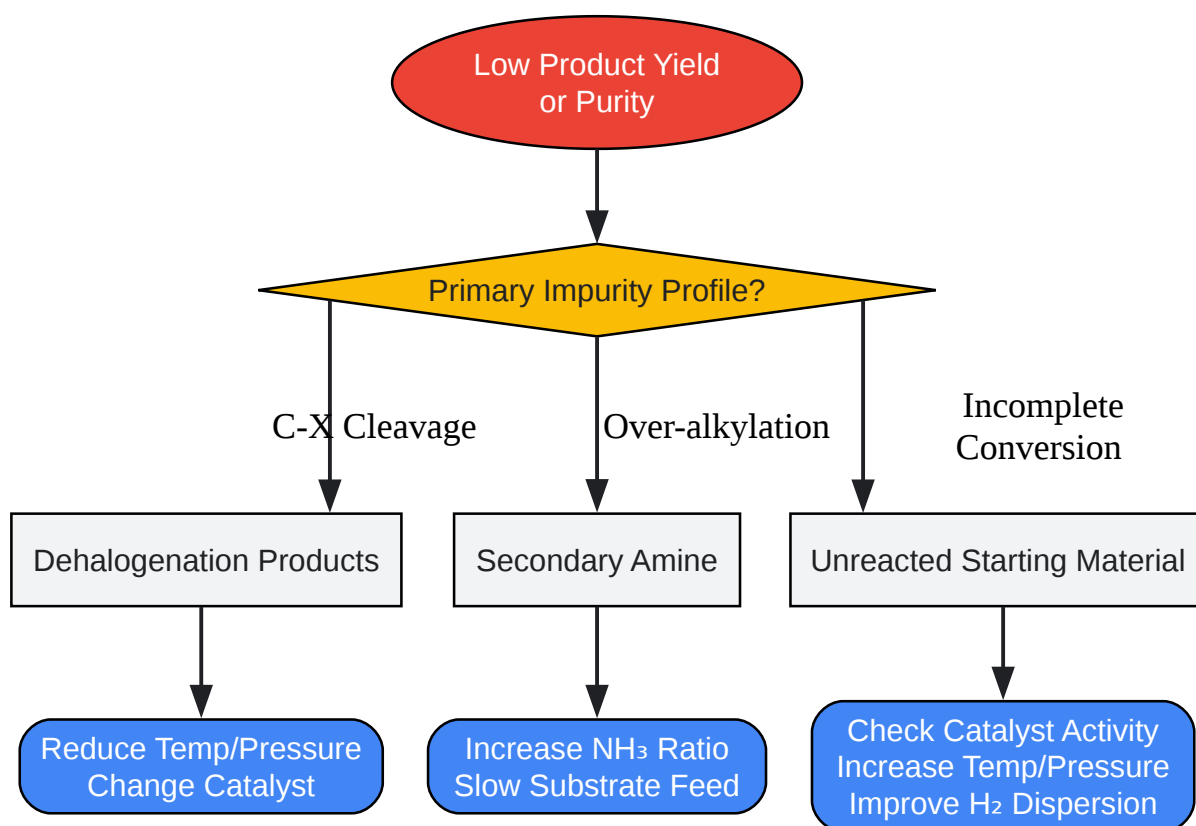 Low Product Yield
or Purity
Primary Impurity Profile?
C-X Cleavage
Over-alkylation
Incomplete
Conversion
Dehalogenation Products
Secondary Amine
Unreacted Starting Material
Reduce Temp/Pressure
Change Catalyst
Increase NH₃ Ratio
Slow Substrate Feed
Check Catalyst Activity
Increase Temp/Pressure
Improve H₂ Dispersion